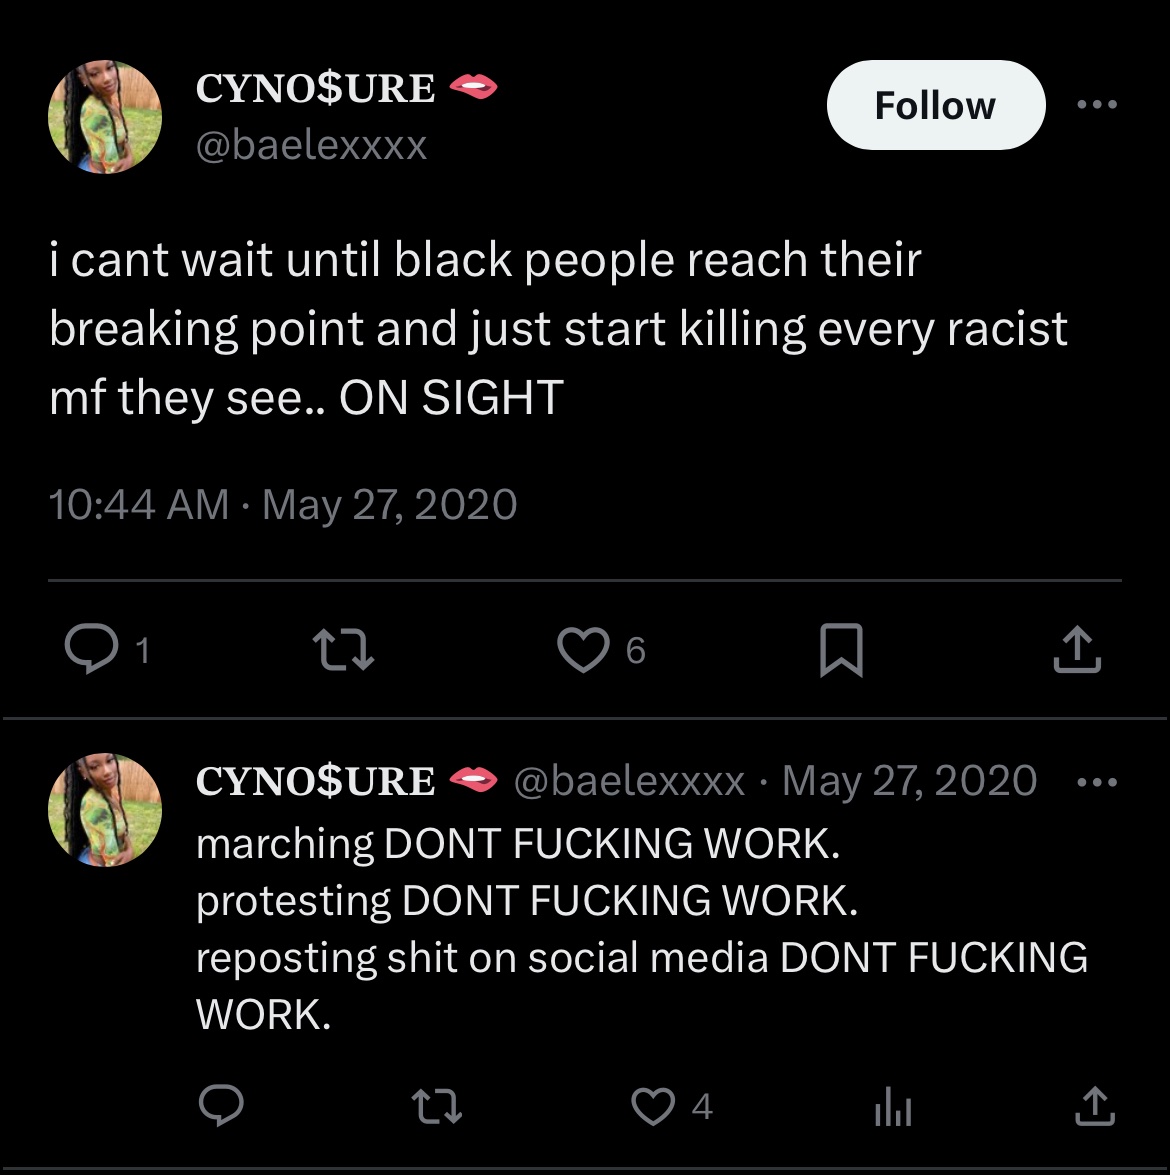 CYNO$URE 🫦
@baelexxxx
Follow
i cant wait until black people reach their
breaking point and just start killing every racist
mf they see.. ON SIGHT
10:44 AM · May 27, 2020
1
6
CYNO$URE 🫦 @baelexxxx · May 27, 2020
marching DONT FUCKING WORK.
protesting DONT FUCKING WORK.
reposting shit on social media DONT FUCKING
WORK.
4